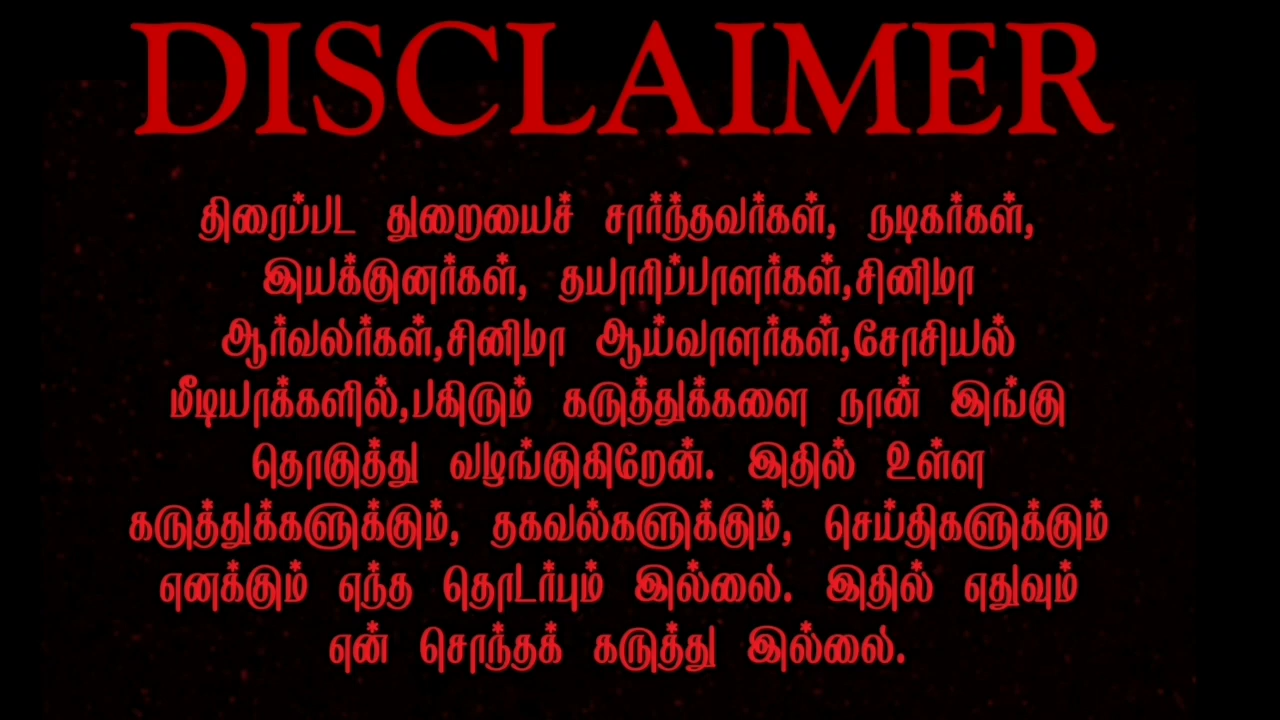 DISCLAIMER
திரைப்பட துறையைச் சார்ந்தவர்கள், நடிகர்கள்,
இயக்குனர்கள், தயாரிப்பாளர்கள்,சினிமா
ஆர்வலர்கள்,சினிமா ஆய்வாளர்கள்,சோசியல்
மீடியாக்களில்,பகிரும் கருத்துக்களை நான் இங்கு
தொகுத்து வழங்குகிறேன். இதில் உள்ள
கருத்துக்களுக்கும், தகவல்களுக்கும், செய்திகளுக்கும்
எனக்கும் எந்த தொடர்பும் இல்லை. இதில் எதுவும்
என் சொந்தக் கருத்து இல்லை.